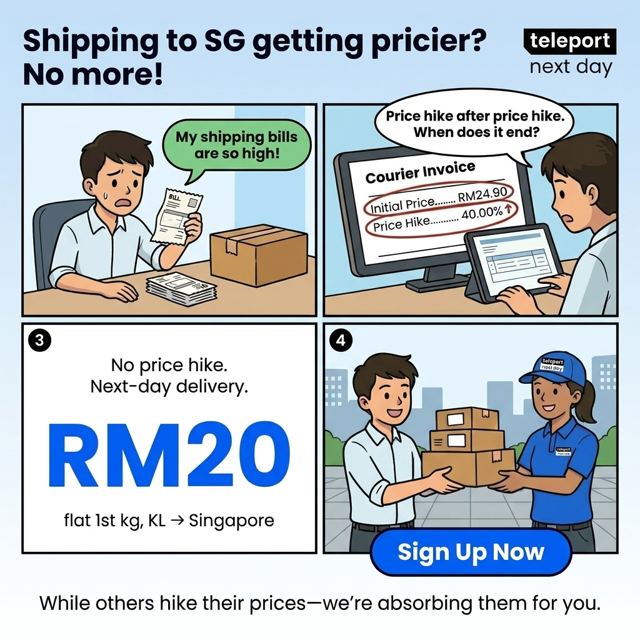 Shipping to SG getting pricier?
No more!
teleport
next day
My shipping bills
are so high!
BILL
Price hike after price hike.
When does it end?
Courier Invoice
Initial Price........ RM24.90
Price Hike.......... 40.00%↑
3
No price hike.
Next-day delivery.
RM20
flat 1st kg, KL → Singapore
4
teleport
next day
Sign Up Now
While others hike their prices—we're absorbing them for you.